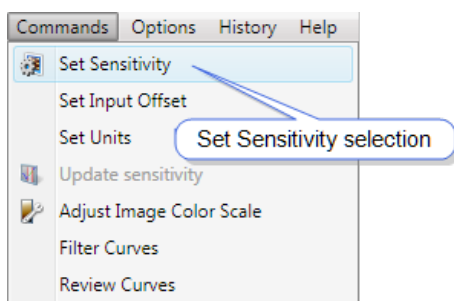 Commands Options History Help
Set Sensitivity
Set Input Offset
Set Units
Set Sensitivity selection
Update sensitivity
Adjust Image Color Scale
Filter Curves
Review Curves